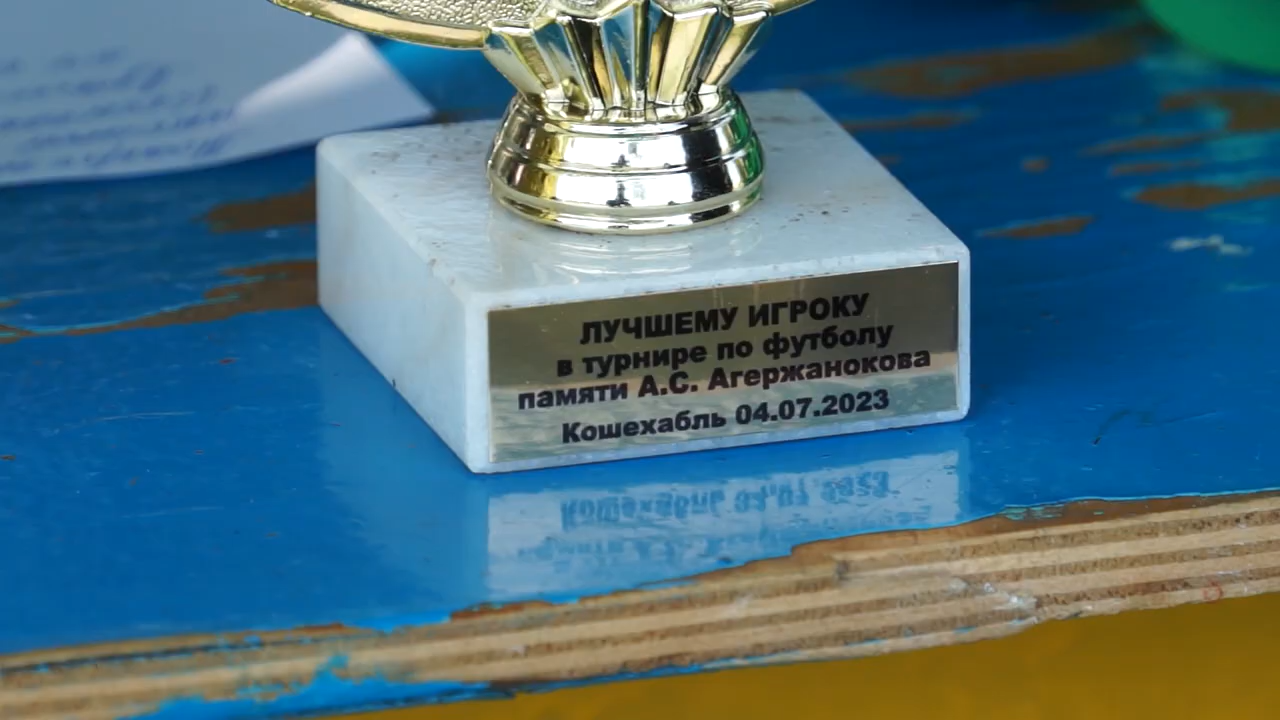 ЛУЧШЕМУ ИГРОКУ
в турнире по футболу
памяти А.С. Агержанокова
Кошехабль 04.07.2023